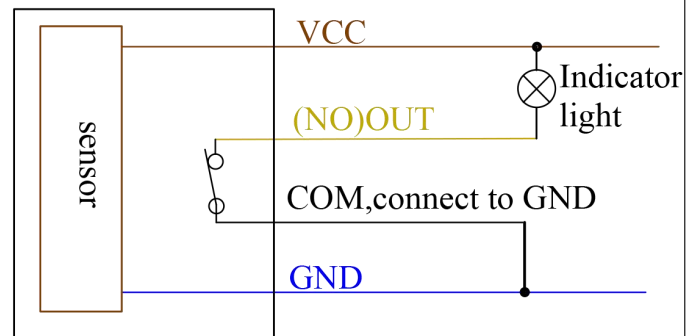 VCC
Indicator
light
(NO)OUT
sensor
COM,connect to GND
GND